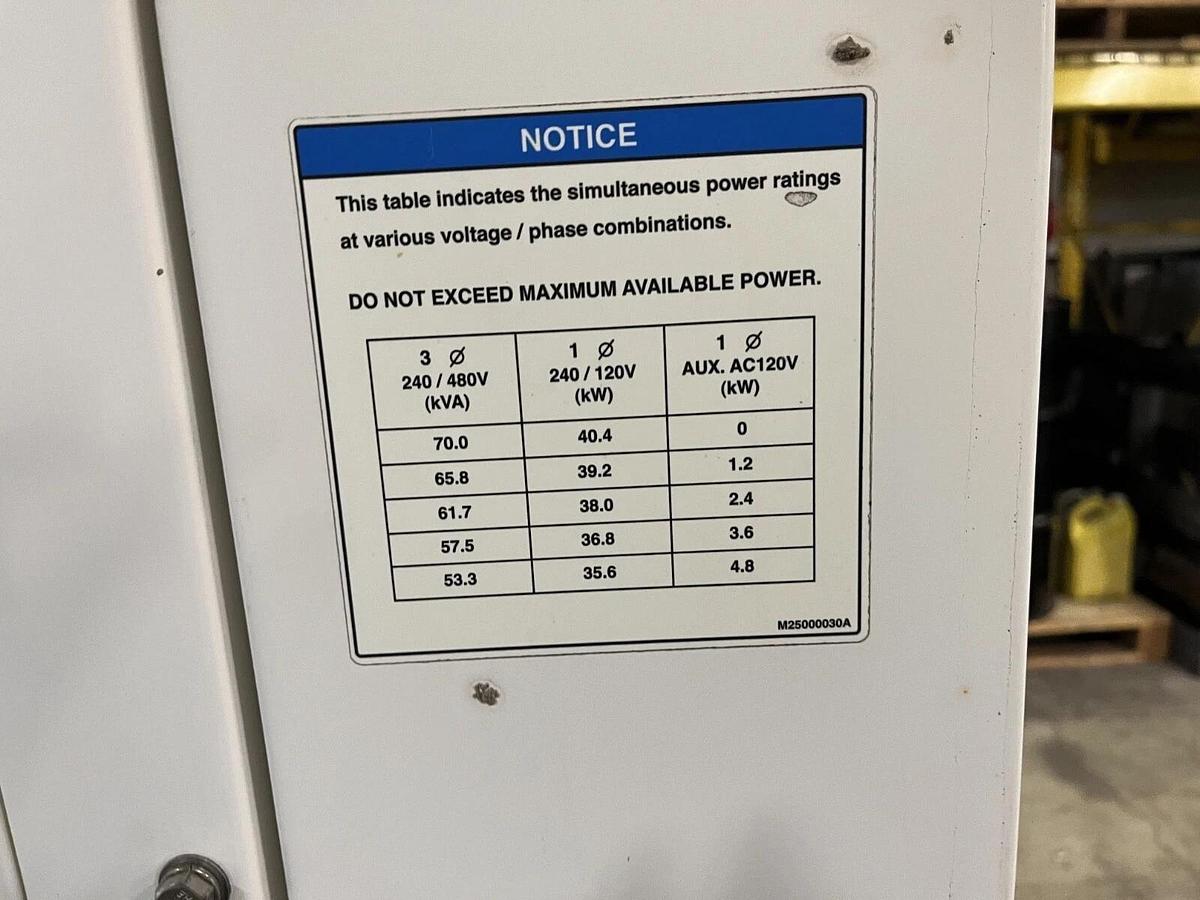 NOTICE
This table indicates the simultaneous power ratings
at various voltage / phase combinations.
DO NOT EXCEED MAXIMUM AVAILABLE POWER.
3 Ø 1 Ø 1 Ø
240 / 480V 240 / 120V AUX. AC120V
(kVA) (kW) (kW)
70.0 40.4 0
65.8 39.2 1.2
61.7 38.0 2.4
57.5 36.8 3.6
53.3 35.6 4.8
M25000030A